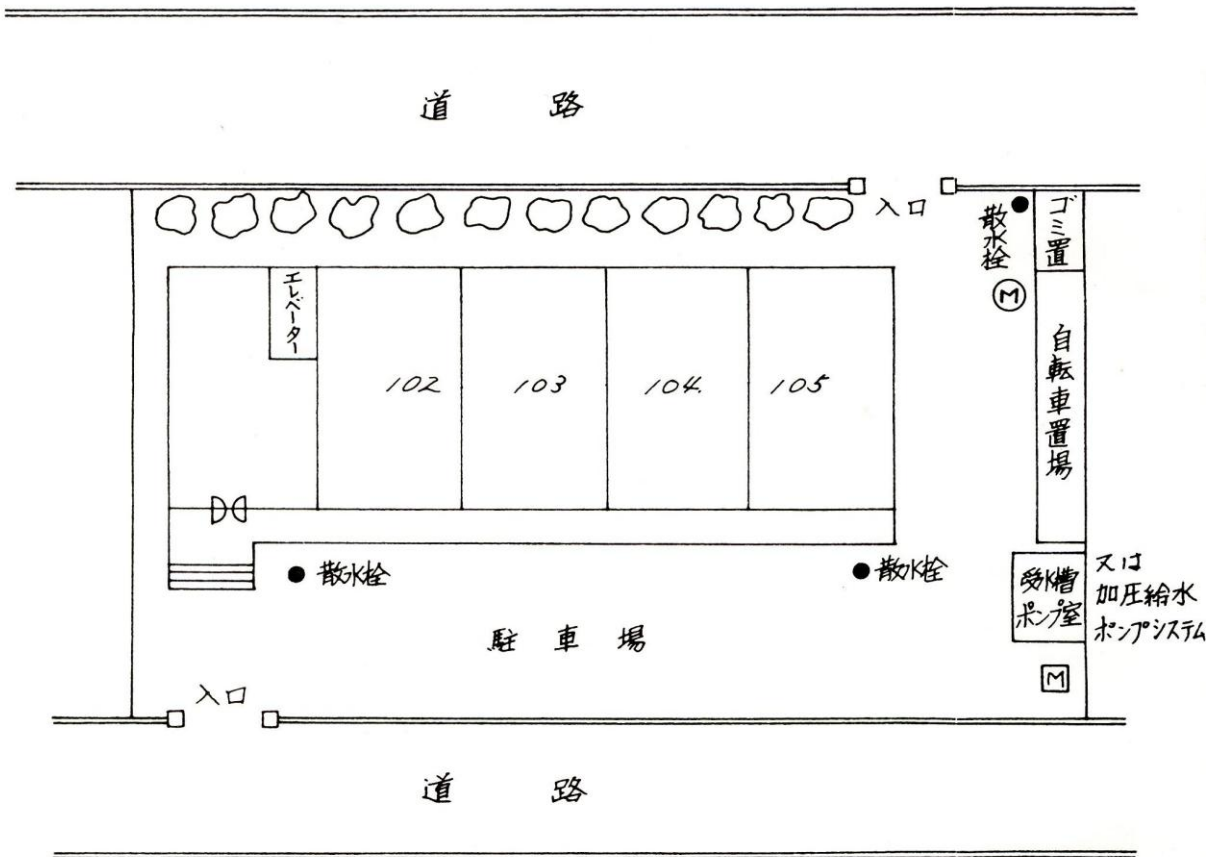 道 路
入口
散水栓
ゴミ置
エレベーター
M
102
103
104.
105
自転車置場
散水栓
散水栓
受水槽
ポンプ室
又は
加圧給水
ポンプシステム
駐 車 場
M
入口
道 路